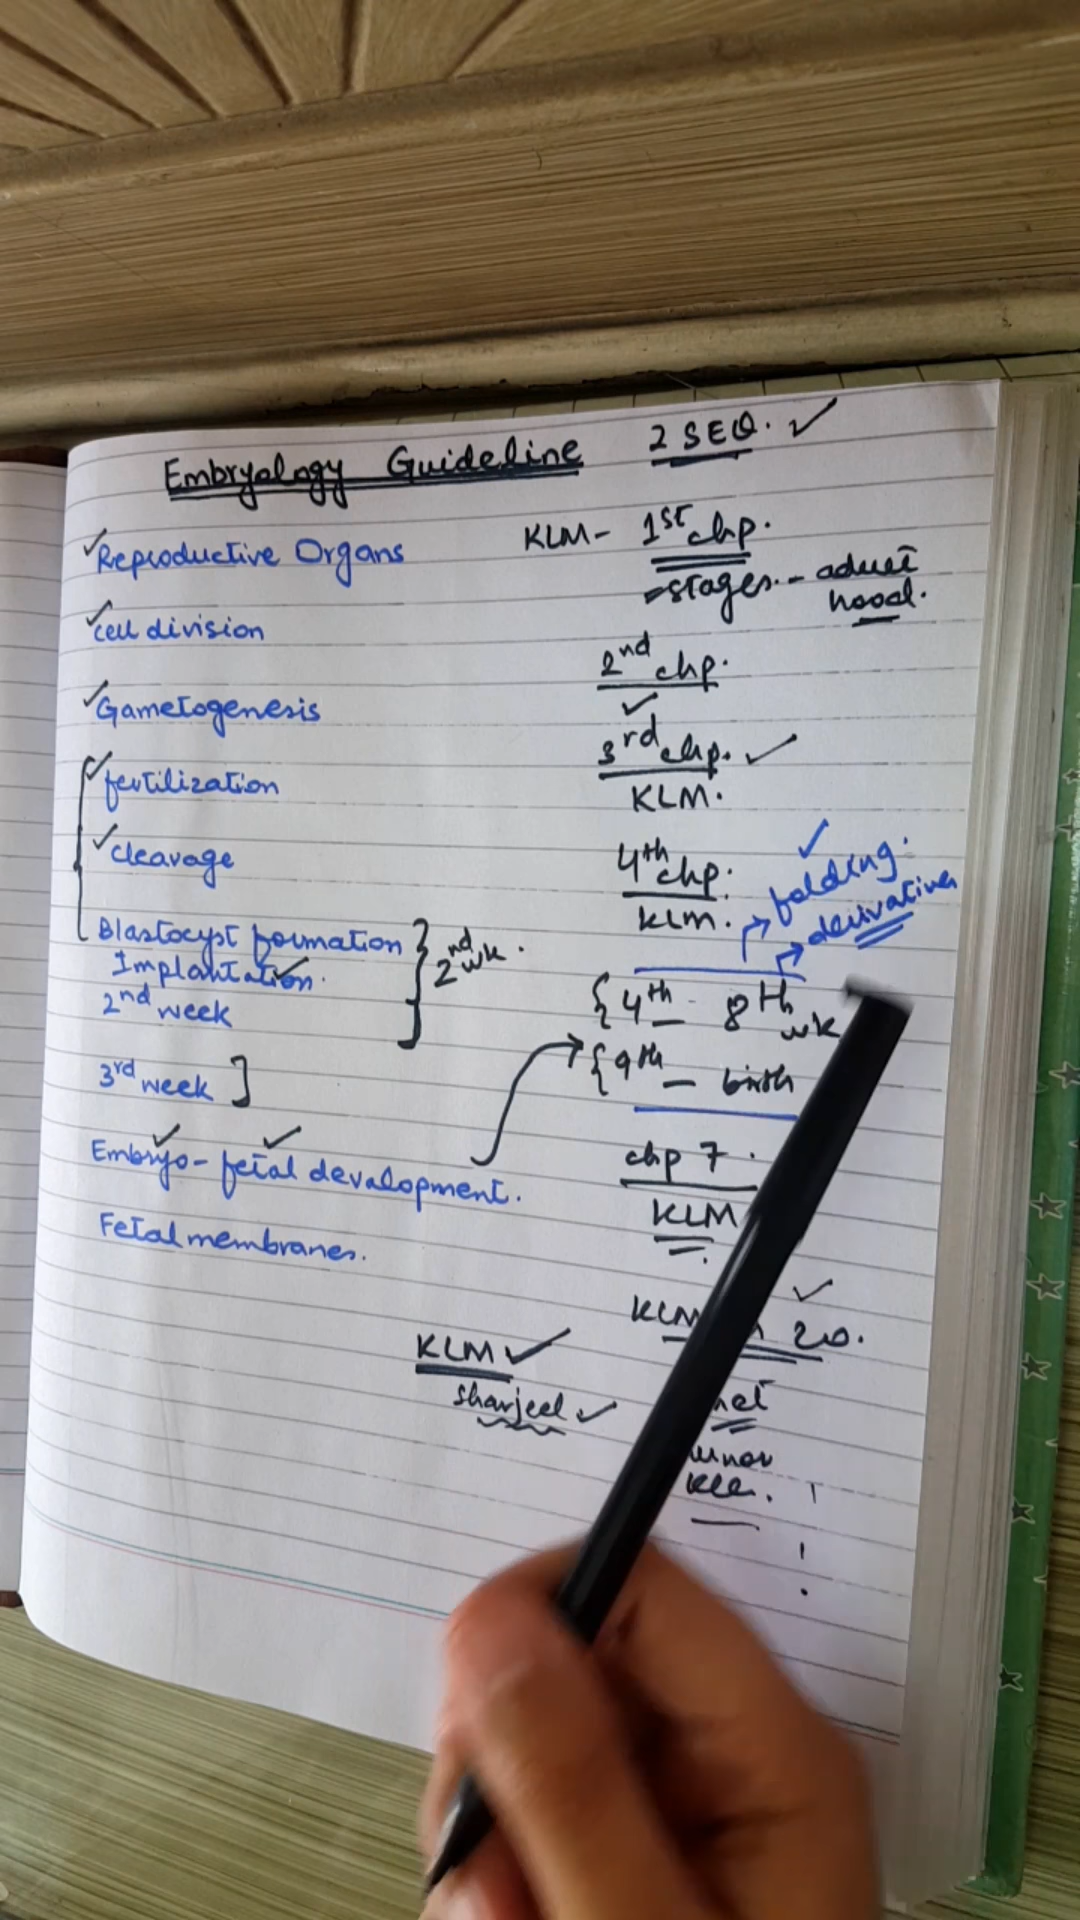 Embryology Guideline 2 SEQ.
Reproductive Organs
cell division
Gametogenesis
fertilization
cleavage
Blastocyst formation
Implantation.
2nd week
2nd wk.
3rd week
Embryo-fetal devalopment.
Fetal membranes.
KLM
Sharjeel
KLM- 1st chp.
stages.- aduet
hood.
2nd chp.
3rd chp.
KLM.
4th chp.
KLM.
folding.
derivatives
4th - 8th wk
9th - birth
chp 7.
KLM
KLM 20.